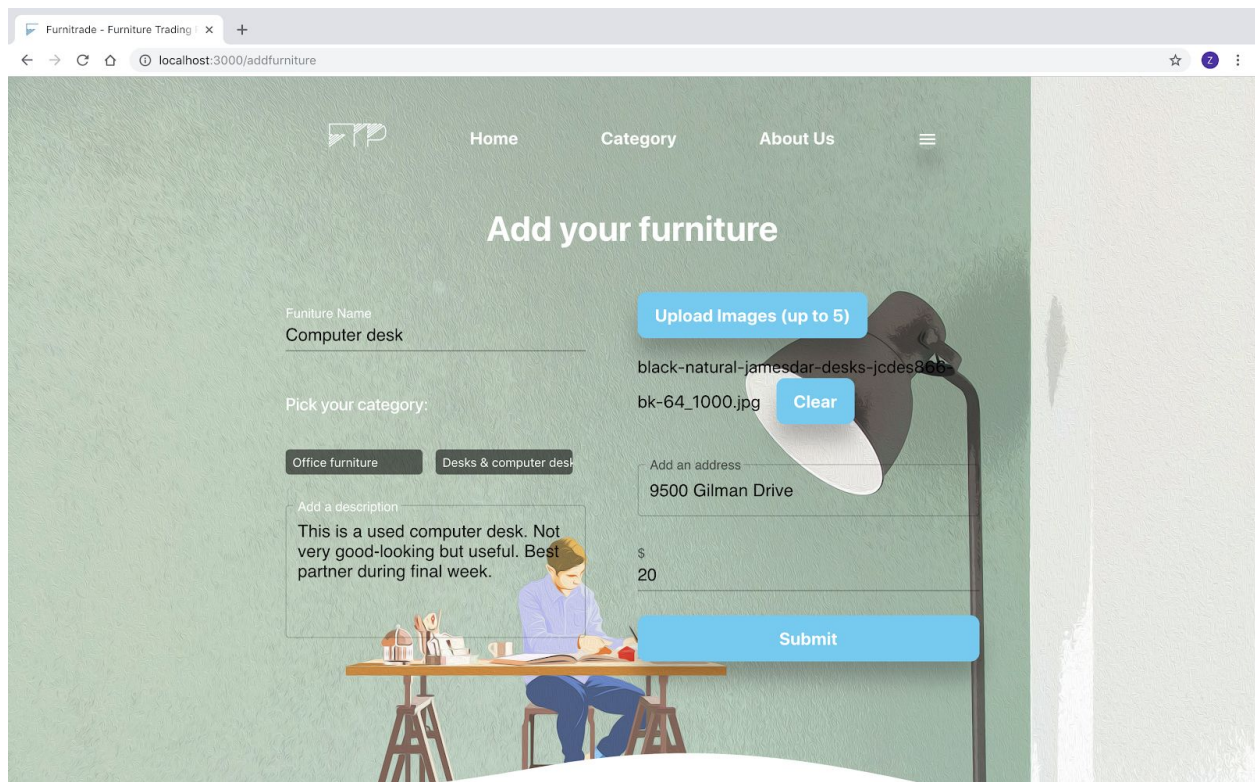 Furnitrade - Furniture Trading
localhost:3000/addfurniture
Z
FTP
Home
Category
About Us
Add your furniture
Funiture Name
Computer desk
Pick your category:
Office furniture
Desks & computer desk
Add a description
This is a used computer desk. Not
very good-looking but useful. Best
partner during final week.
Upload Images (up to 5)
black-natural-jamesdar-desks-jcdes866-
bk-64_1000.jpg
Clear
Add an address
9500 Gilman Drive
$
20
Submit